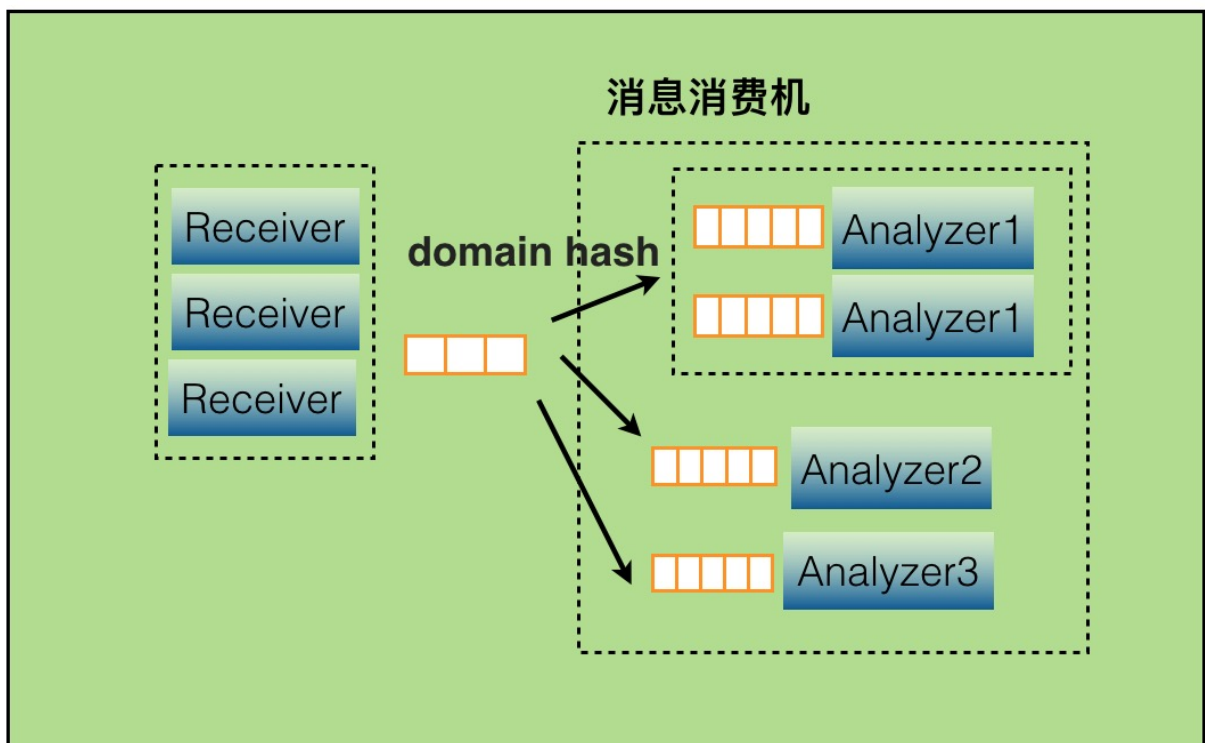 消息消费机
Receiver
Receiver
Receiver
domain hash
Analyzer1
Analyzer1
Analyzer2
Analyzer3